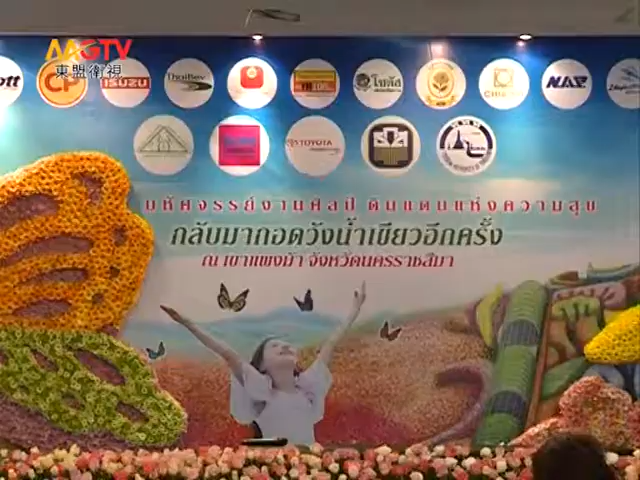 AAGTV
東盟衛視
CP
ISUZU
ThaiBev
TOYOTA
มหัศจรรย์งานศิลป์ ดินแดนแห่งความสุข
กลับมากอดวังน้ำเขียวอีกครั้ง
ณ เขาแผงม้า จังหวัดนครราชสีมา